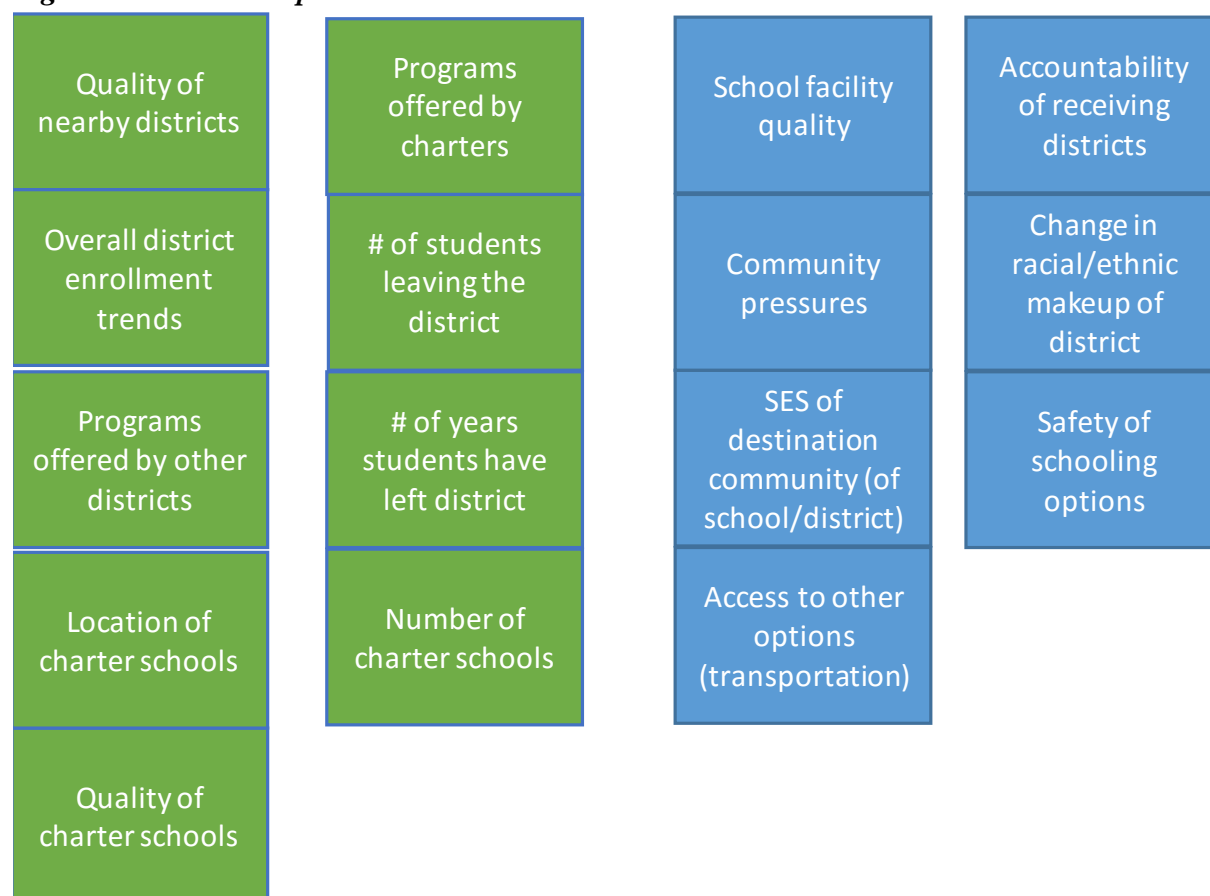 Quality of
nearby districts
Overall district
enrollment
trends
Programs
offered by other
districts
Location of
charter schools
Quality of
charter schools
Programs
offered by
charters
# of students
leaving the
district
# of years
students have
left district
Number of
charter schools
School facility
quality
Community
pressures
SES of
destination
community (of
school/district)
Access to other
options
(transportation)
Accountability
of receiving
districts
Change in
racial/ethnic
makeup of
district
Safety of
schooling
options